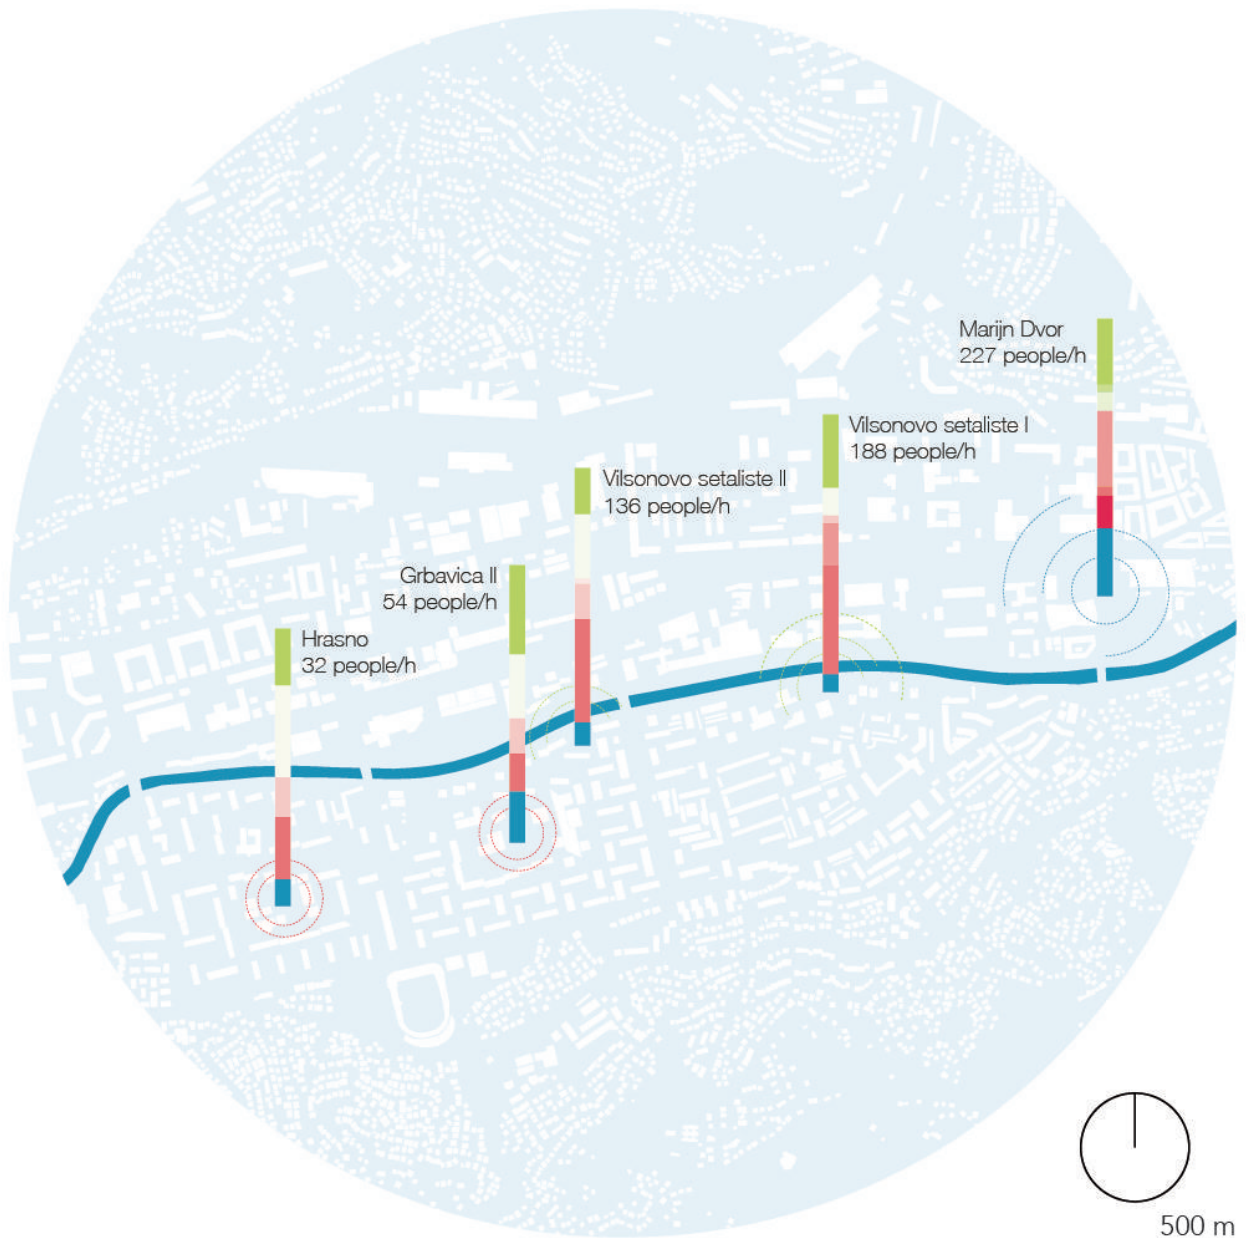 Marijn Dvor
227 people/h
Vilsonovo setaliste I
188 people/h
Vilsonovo setaliste II
136 people/h
Grbavica II
54 people/h
Hrasno
32 people/h
500 m